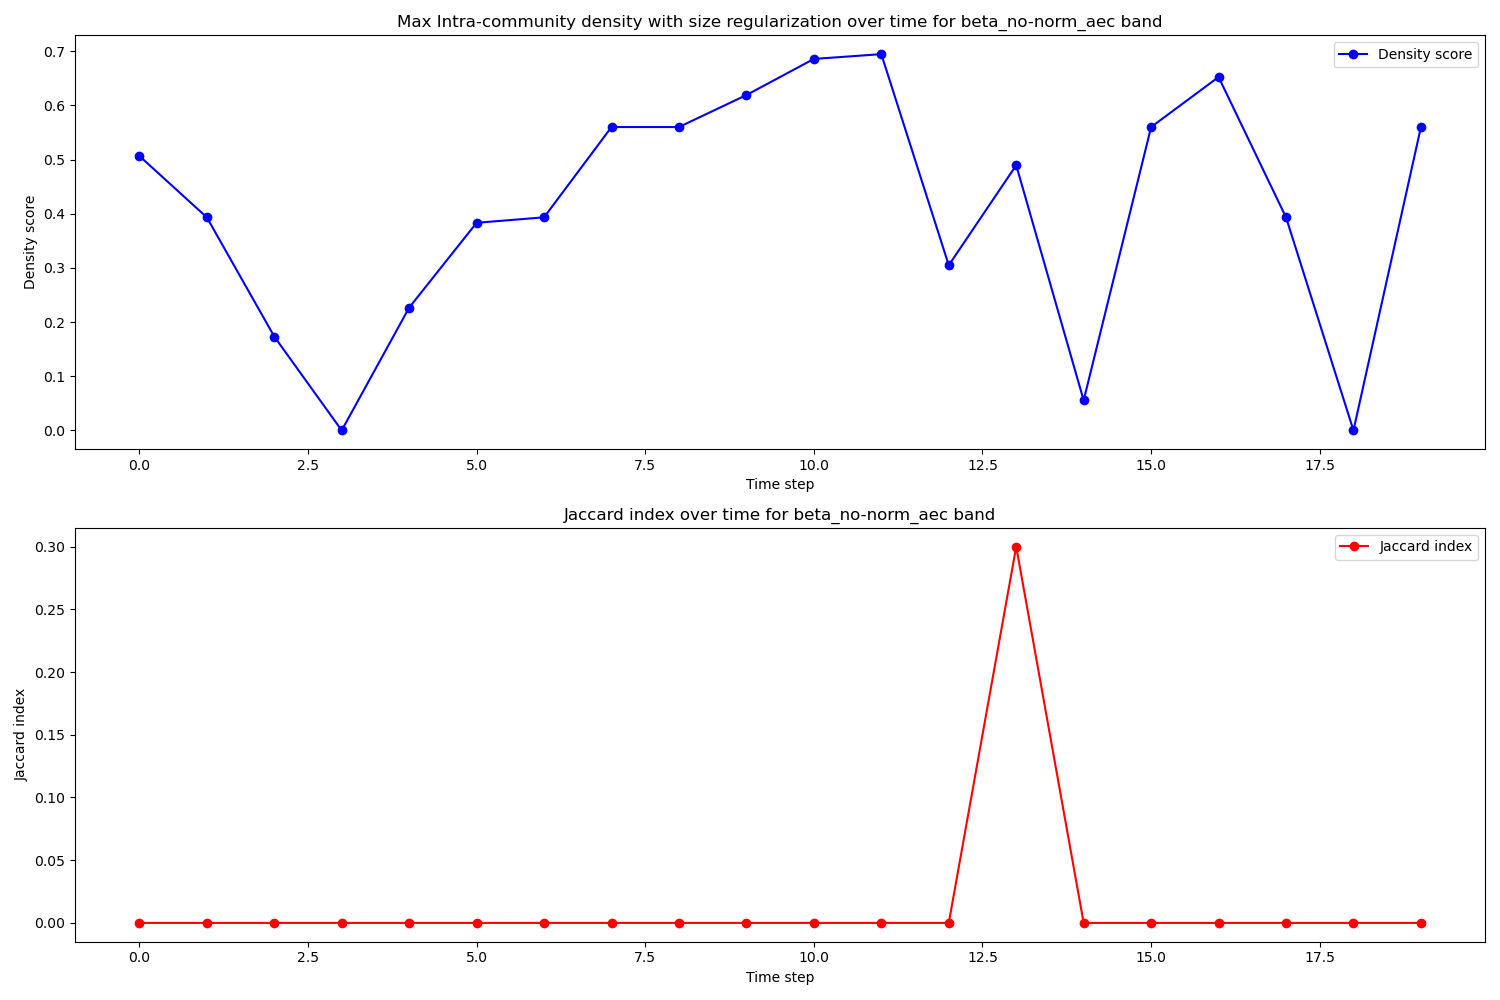 Max Intra-community density with size regularization over time for beta_no-norm_aec band
Density score
0.7
0.6
0.5
0.4
0.3
0.2
0.1
0.0
Density score
0.0 2.5 5.0 7.5 10.0 12.5 15.0 17.5
Time step
Jaccard index over time for beta_no-norm_aec band
Jaccard index
0.30
0.25
0.20
0.15
0.10
0.05
0.00
Jaccard index
0.0 2.5 5.0 7.5 10.0 12.5 15.0 17.5
Time step